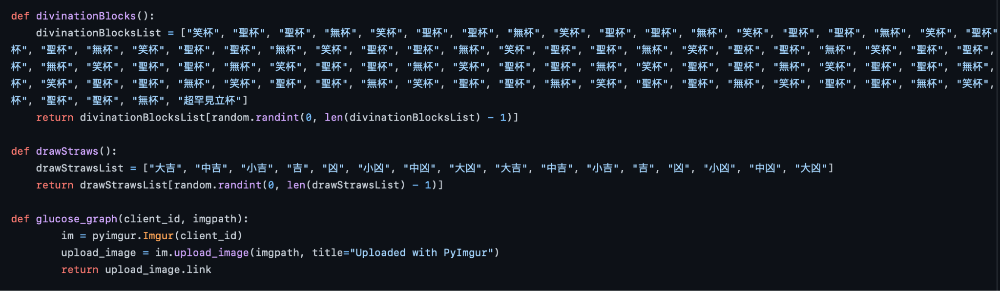 def divinationBlocks():
    divinationBlocksList = ["笑杯", "聖杯", "聖杯", "無杯", "笑杯", "聖杯", "聖杯", "無杯", "笑杯", "聖杯", "聖杯", "無杯", "笑杯", "聖杯", "聖杯", "無杯", "笑杯", "聖杯"
杯", "聖杯", "無杯", "笑杯", "聖杯", "聖杯", "無杯", "笑杯", "聖杯", "聖杯", "無杯", "笑杯", "聖杯", "聖杯", "無杯", "笑杯", "聖杯", "聖杯", "無杯", "笑杯", "聖杯", "聖杯",
杯", "無杯", "笑杯", "聖杯", "聖杯", "無杯", "笑杯", "聖杯", "聖杯", "無杯", "笑杯", "聖杯", "聖杯", "無杯", "笑杯", "聖杯", "聖杯", "無杯", "笑杯", "聖杯", "聖杯", "無杯",
杯", "笑杯", "聖杯", "聖杯", "無杯", "笑杯", "聖杯", "聖杯", "無杯", "笑杯", "聖杯", "聖杯", "無杯", "笑杯", "聖杯", "聖杯", "無杯", "笑杯", "聖杯", "聖杯", "無杯", "笑杯",
杯", "聖杯", "聖杯", "無杯", "超罕見立杯"]
    return divinationBlocksList[random.randint(0, len(divinationBlocksList) - 1)]
def drawStraws():
    drawStrawsList = ["大吉", "中吉", "小吉", "吉", "凶", "小凶", "中凶", "大凶", "大吉", "中吉", "小吉", "吉", "凶", "小凶", "中凶", "大凶"]
    return drawStrawsList[random.randint(0, len(drawStrawsList) - 1)]
def glucose_graph(client_id, imgpath):
        im = pyimgur.Imgur(client_id)
        upload_image = im.upload_image(imgpath, title="Uploaded with PyImgur")
        return upload_image.link